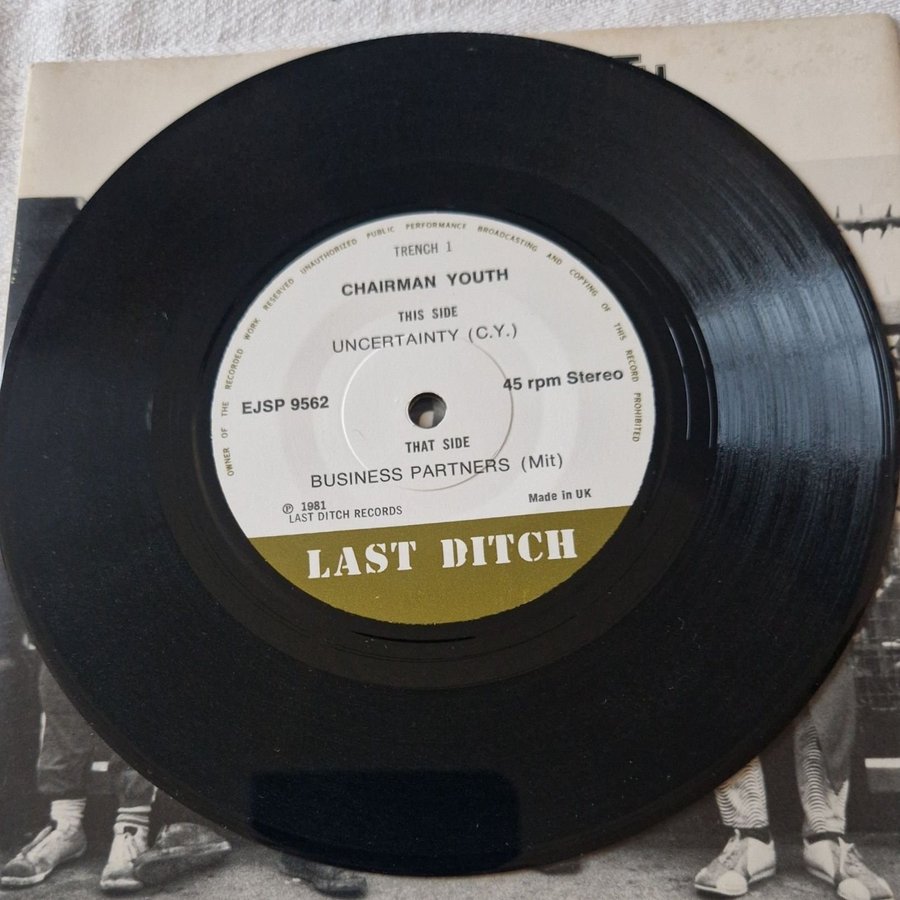 OWNER OF THE RECORDED WORK RESERVED UNAUTHORIZED PUBLIC PERFORMANCE BROADCASTING AND COPYING OF THIS RECORD PROHIBITED
TRENCH 1
CHAIRMAN YOUTH
THIS SIDE
UNCERTAINTY (C.Y.)
EJSP 9562
45 rpm Stereo
THAT SIDE
BUSINESS PARTNERS (Mit)
℗ 1981
LAST DITCH RECORDS
Made in UK
LAST DITCH